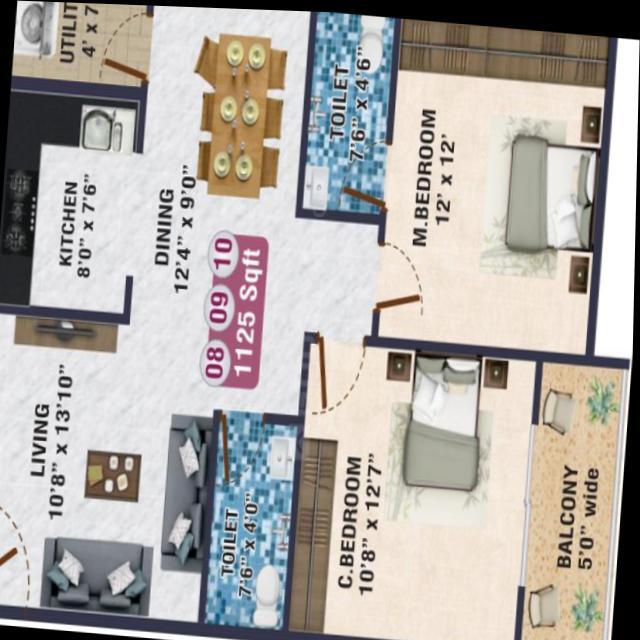 UTILIT
4' x 7
TOILET
7'6" x 4'6"
M.BEDROOM
12' x 12'
KITCHEN
8'0" x 7'6"
DINING
12'4" x 9'0"
08 09 10
1125 Sqft
LIVING
10'8" x 13'10"
TOILET
7'6" x 4'0"
C.BEDROOM
10'8" x 12'7"
BALCONY
5'0" wide